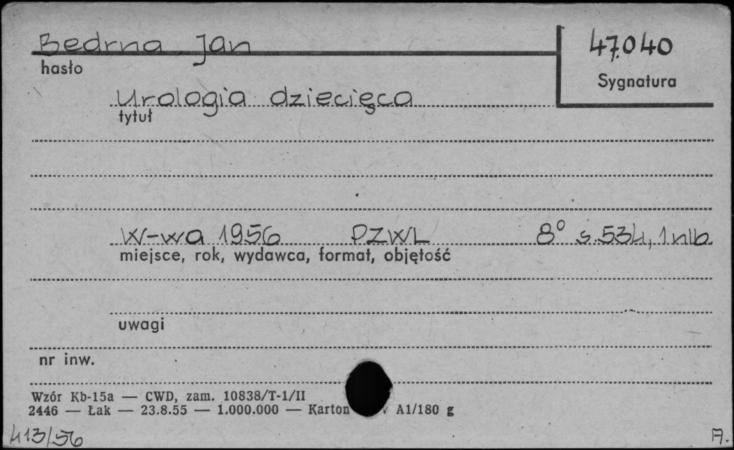 Bedrna Jan
47.040
hasło
Sygnatura
Urologia dziecięca
tytuł
W-wa 1956 PZWL 8° s. 534, 1 nlb.
miejsce, rok, wydawca, format, objętość
uwagi
nr inw.
Wzór Kb-15a — CWD, zam. 10838/T-1/II
2446 — Łak — 23.8.55 — 1.000.000 — Karton A1/180 g
413/56
A.